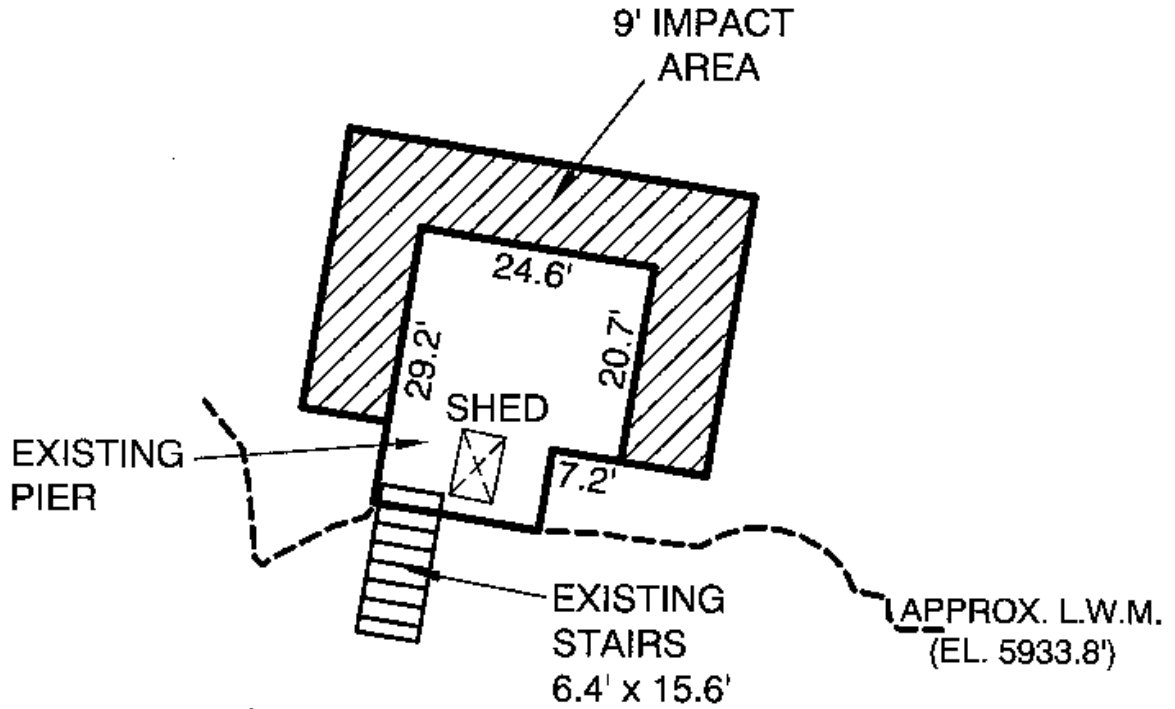 9' IMPACT
AREA
24.6'
29.2'
20.7'
SHED
X
7.2'
EXISTING
PIER
EXISTING
STAIRS
6.4' x 15.6'
APPROX. L.W.M.
(EL. 5933.8')